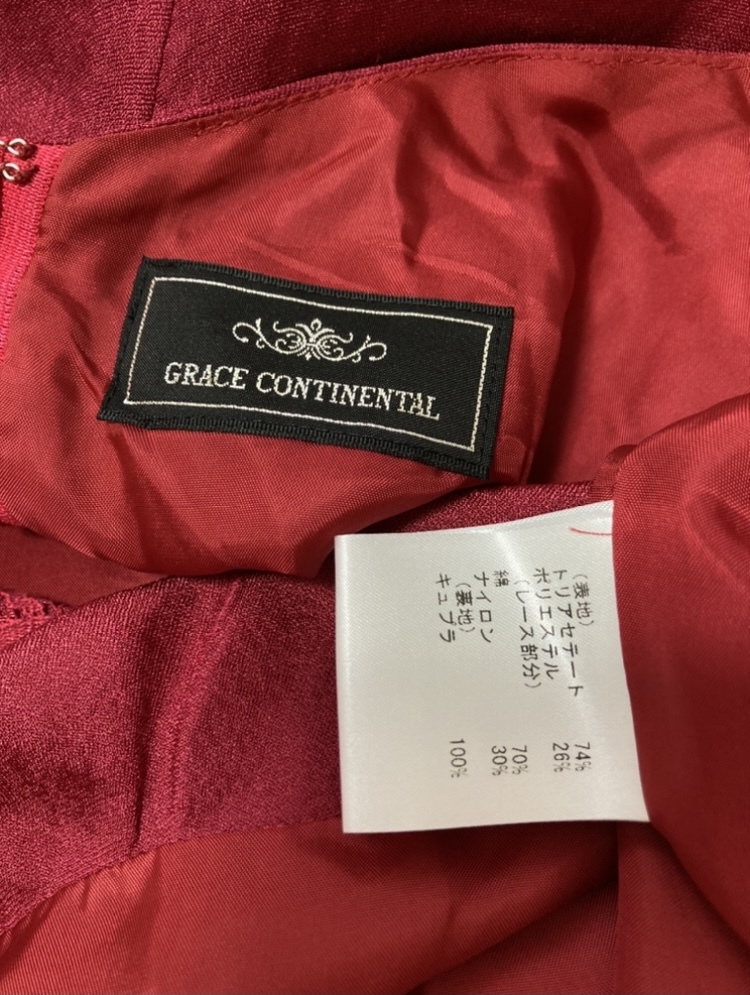 GRACE CONTINENTAL
(表地)
トリアセテート 74%
ポリエステル 26%
(レース部分)
綿 70%
ナイロン 30%
(裏地)
キュプラ 100%